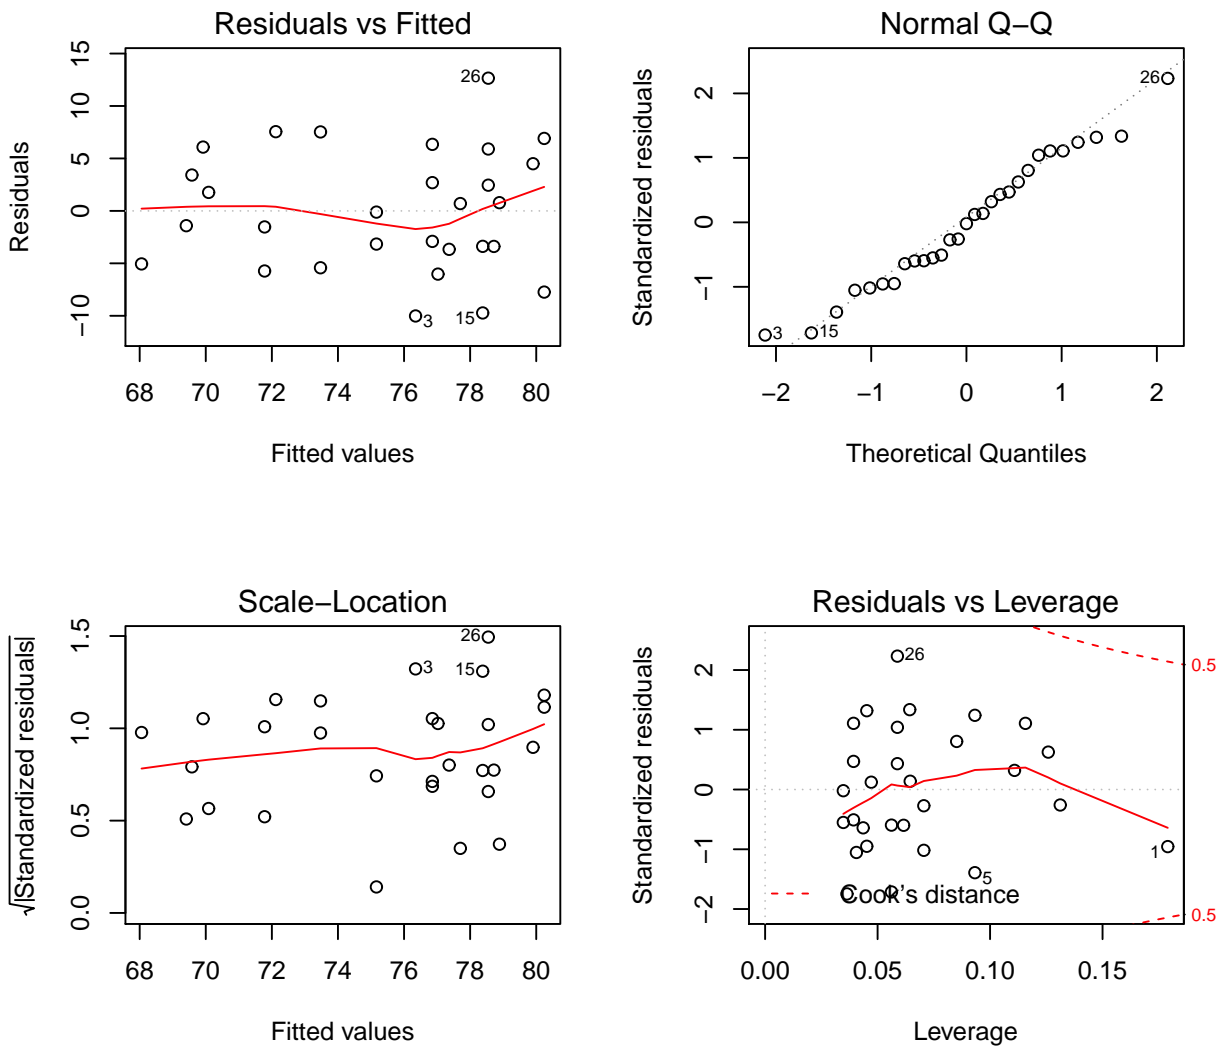 Residuals vs Fitted
Residuals
15
10
5
0
−10
26
3
15
68 70 72 74 76 78 80
Fitted values
Normal Q−Q
Standardized residuals
2
1
0
−1
26
3
15
−2 −1 0 1 2
Theoretical Quantiles
Scale−Location
√|Standardized residuals|
1.5
1.0
0.5
0.0
26
3
15
68 70 72 74 76 78 80
Fitted values
Residuals vs Leverage
Standardized residuals
2
1
0
−1
−2
26
0.5
1
5
Cook's distance
0.5
0.00 0.05 0.10 0.15
Leverage